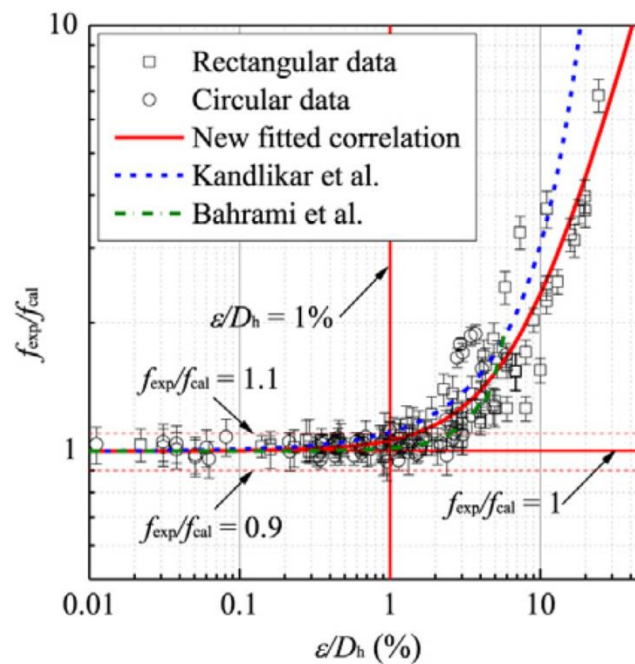 10
Rectangular data
Circular data
New fitted correlation
Kandlikar et al.
Bahrami et al.
ε/Dh = 1%
fexp/fcal
fexp/fcal = 1.1
1
fexp/fcal = 1
fexp/fcal = 0.9
0.01 0.1 1 10
ε/Dh (%)